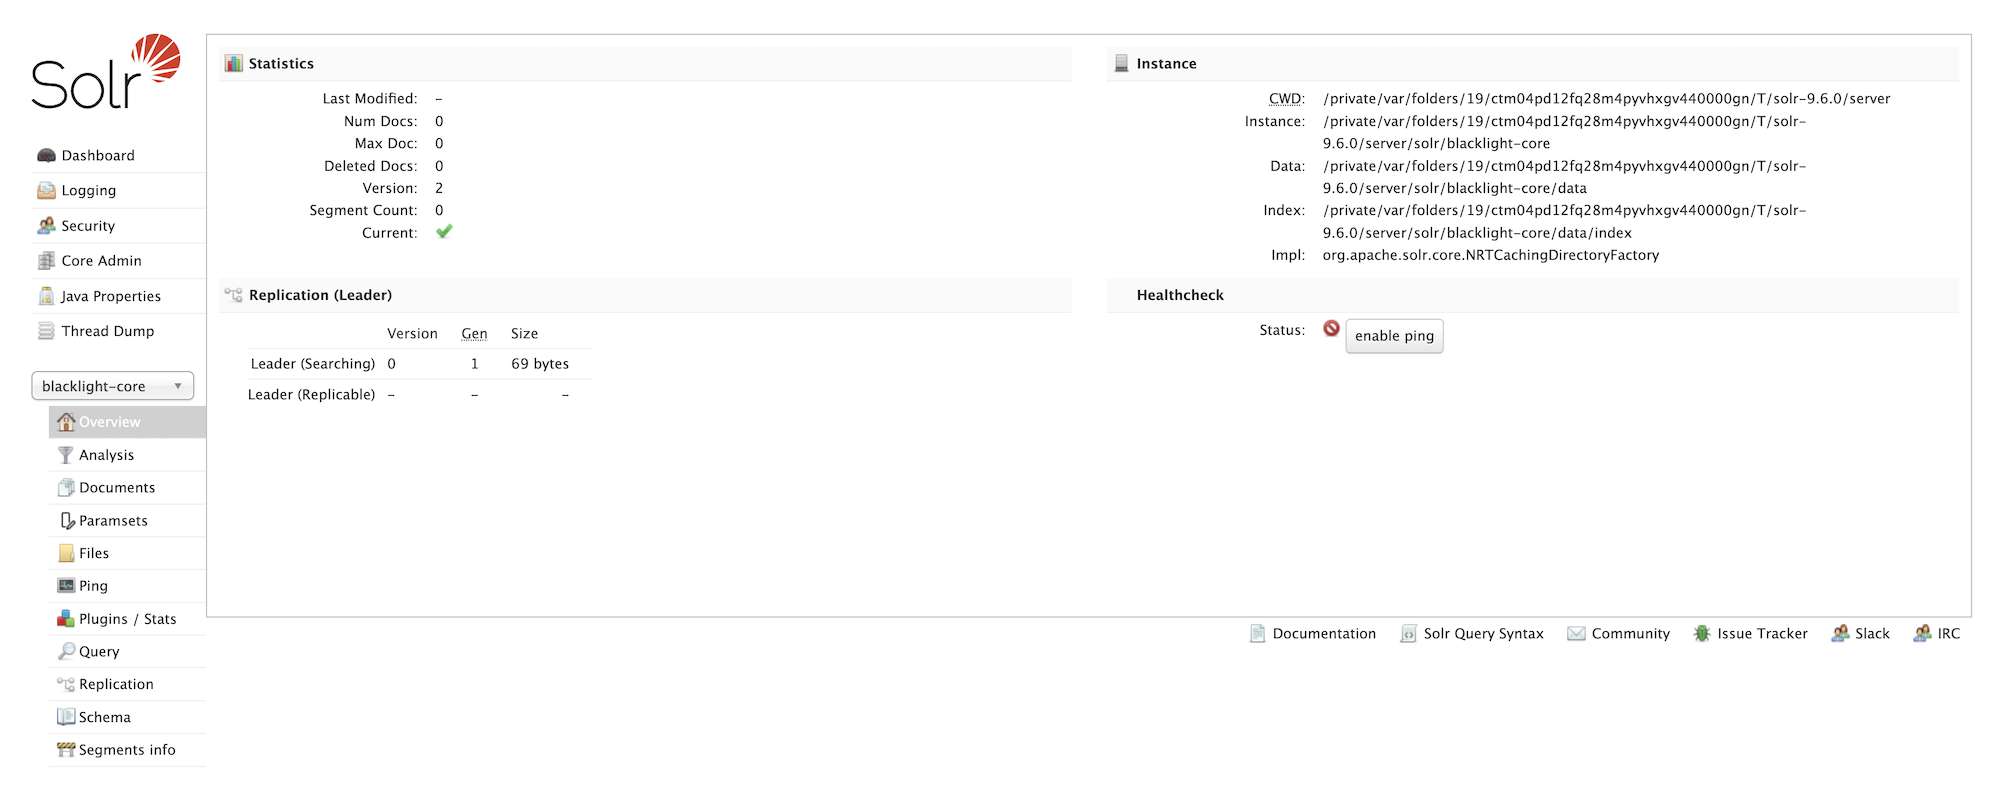 Solr
Dashboard
Logging
Security
Core Admin
Java Properties
Thread Dump
blacklight-core
Overview
Analysis
Documents
Paramsets
Files
Ping
Plugins / Stats
Query
Replication
Schema
Segments info
Statistics
Last Modified: –
Num Docs: 0
Max Doc: 0
Deleted Docs: 0
Version: 2
Segment Count: 0
Current:
Replication (Leader)
Version Gen Size
Leader (Searching) 0 1 69 bytes
Leader (Replicable) – – –
Instance
CWD: /private/var/folders/19/ctm04pd12fq28m4pyvhxgv440000gn/T/solr-9.6.0/server
Instance: /private/var/folders/19/ctm04pd12fq28m4pyvhxgv440000gn/T/solr-
9.6.0/server/solr/blacklight-core
Data: /private/var/folders/19/ctm04pd12fq28m4pyvhxgv440000gn/T/solr-
9.6.0/server/solr/blacklight-core/data
Index: /private/var/folders/19/ctm04pd12fq28m4pyvhxgv440000gn/T/solr-
9.6.0/server/solr/blacklight-core/data/index
Impl: org.apache.solr.core.NRTCachingDirectoryFactory
Healthcheck
Status: enable ping
Documentation Solr Query Syntax Community Issue Tracker Slack IRC